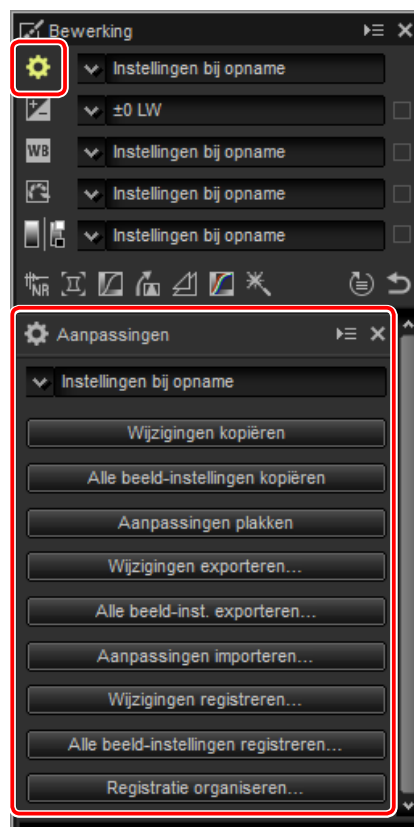 Bewerking
Instellingen bij opname
±0 LW
WB Instellingen bij opname
Instellingen bij opname
Instellingen bij opname
NR
Aanpassingen
Instellingen bij opname
Wijzigingen kopiëren
Alle beeld-instellingen kopiëren
Aanpassingen plakken
Wijzigingen exporteren...
Alle beeld-inst. exporteren...
Aanpassingen importeren...
Wijzigingen registreren...
Alle beeld-instellingen registreren...
Registratie organiseren...